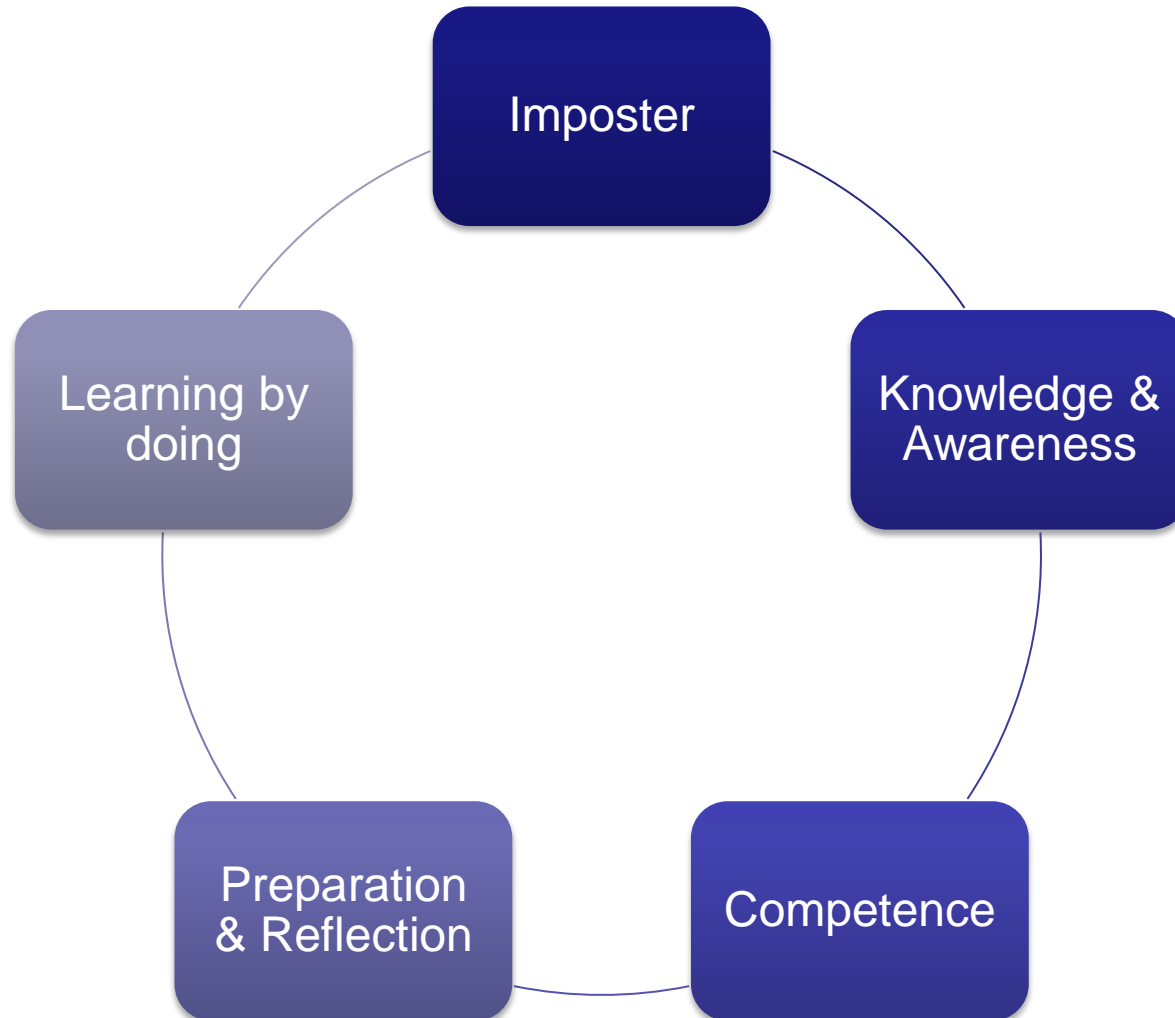 Imposter
Knowledge &
Awareness
Competence
Preparation
& Reflection
Learning by
doing